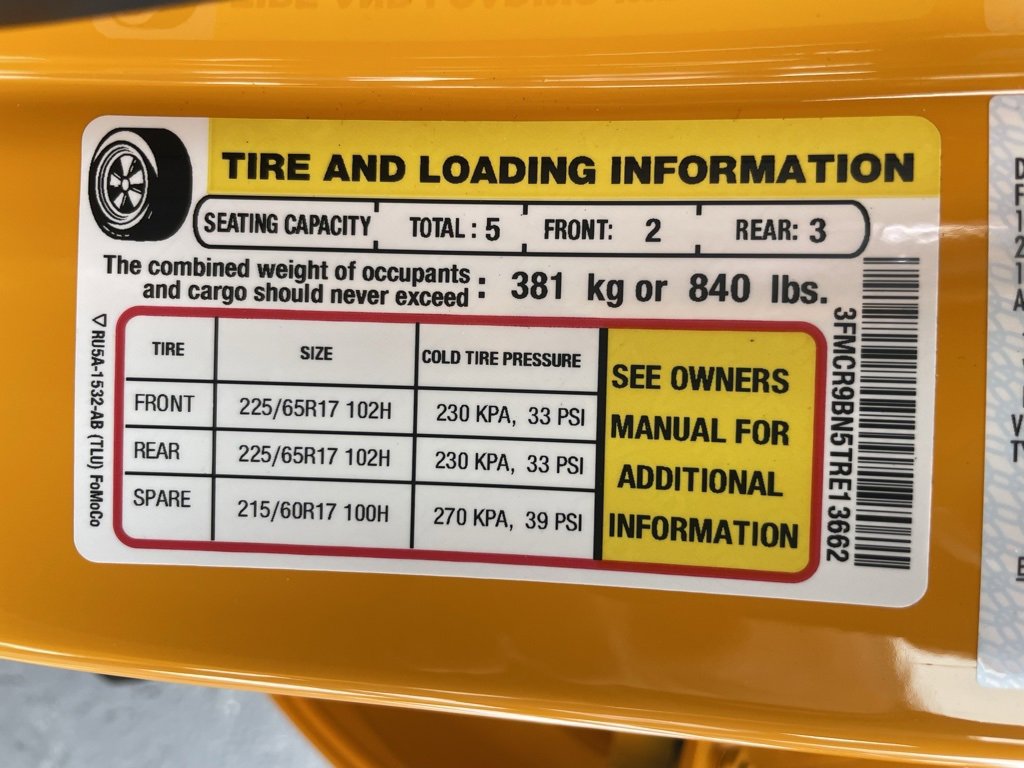 TIRE AND LOADING INFORMATION
SEATING CAPACITY TOTAL : 5 FRONT: 2 REAR: 3
The combined weight of occupants
and cargo should never exceed : 381 kg or 840 lbs.
TIRE SIZE COLD TIRE PRESSURE
FRONT 225/65R17 102H 230 KPA, 33 PSI
REAR 225/65R17 102H 230 KPA, 33 PSI
SPARE 215/60R17 100H 270 KPA, 39 PSI
SEE OWNERS
MANUAL FOR
ADDITIONAL
INFORMATION
3FMCR9BN5TRE13662
RU5A-1532-AB (TLU) FoMoCo